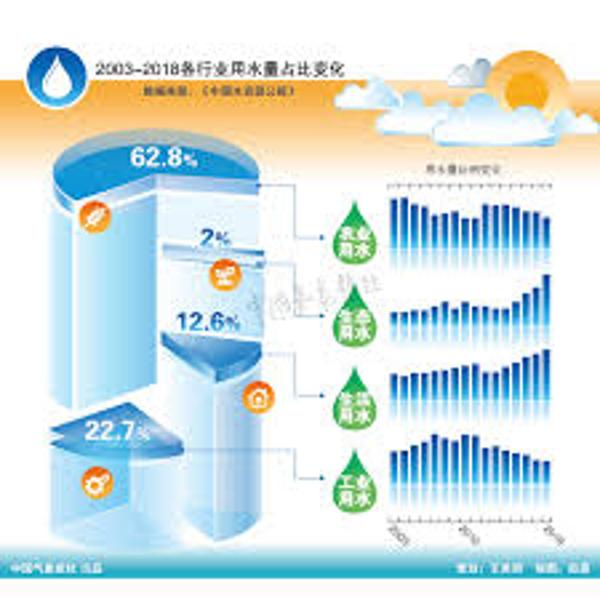 2003-2018各行业用水量占比变化
数据来源：《中国水资源公报》
62.8%
用水量比例变化
农业
用水
2%
生态
用水
12.6%
生活
用水
22.7%
工业
用水
2003
2010
2018
中国气象报社 出品